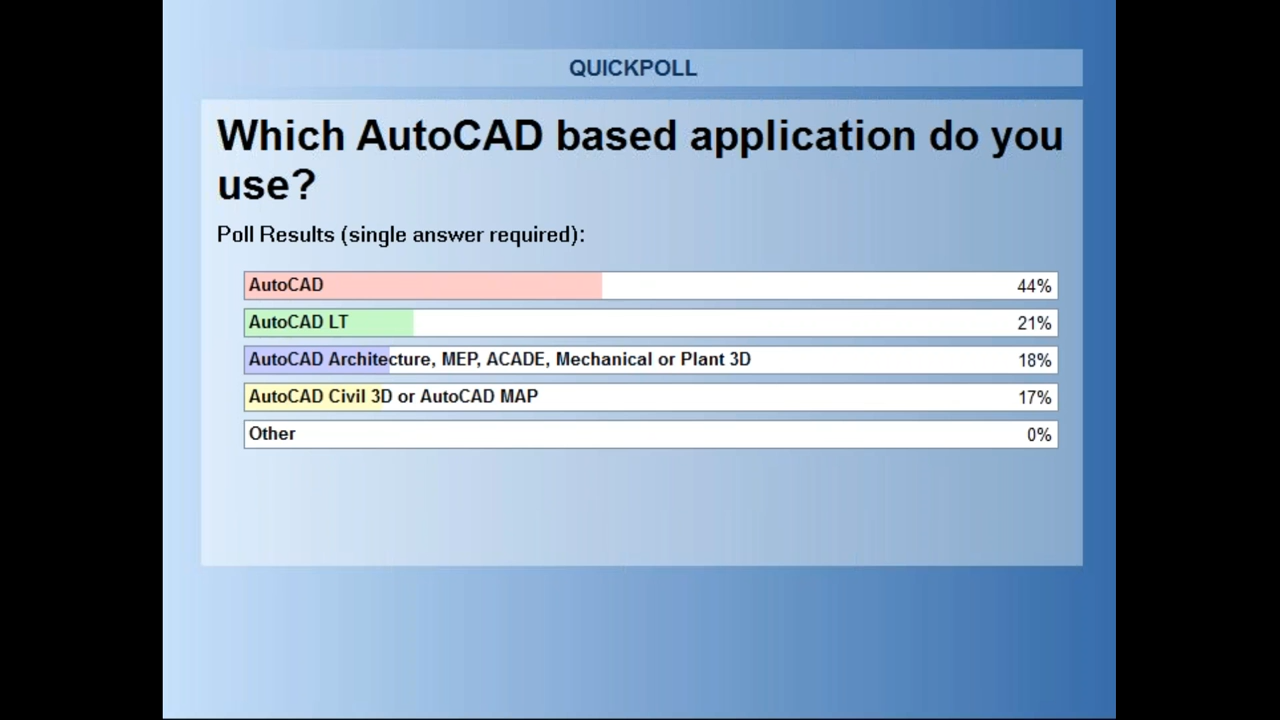 QUICKPOLL
Which AutoCAD based application do you
use?
Poll Results (single answer required):
AutoCAD 44%
AutoCAD LT 21%
AutoCAD Architecture, MEP, ACADE, Mechanical or Plant 3D 18%
AutoCAD Civil 3D or AutoCAD MAP 17%
Other 0%